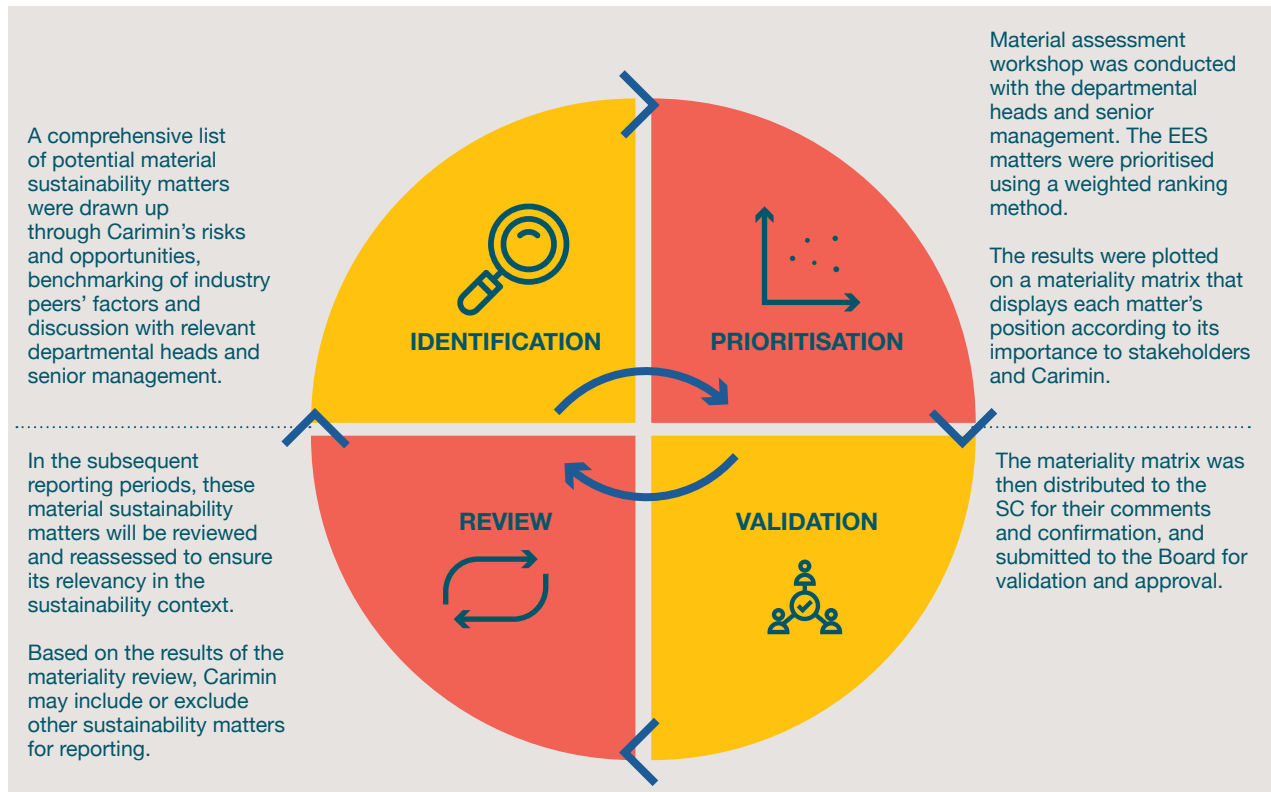 A comprehensive list
of potential material
sustainability matters
were drawn up
through Carimin's risks
and opportunities,
benchmarking of industry
peers' factors and
discussion with relevant
departmental heads and
senior management.
IDENTIFICATION
PRIORITISATION
Material assessment
workshop was conducted
with the departmental
heads and senior
management. The EES
matters were prioritised
using a weighted ranking
method.
The results were plotted
on a materiality matrix that
displays each matter's
position according to its
importance to stakeholders
and Carimin.
In the subsequent
reporting periods, these
material sustainability
matters will be reviewed
and reassessed to ensure
its relevancy in the
sustainability context.
Based on the results of the
materiality review, Carimin
may include or exclude
other sustainability matters
for reporting.
REVIEW
VALIDATION
The materiality matrix was
then distributed to the
SC for their comments
and confirmation, and
submitted to the Board for
validation and approval.